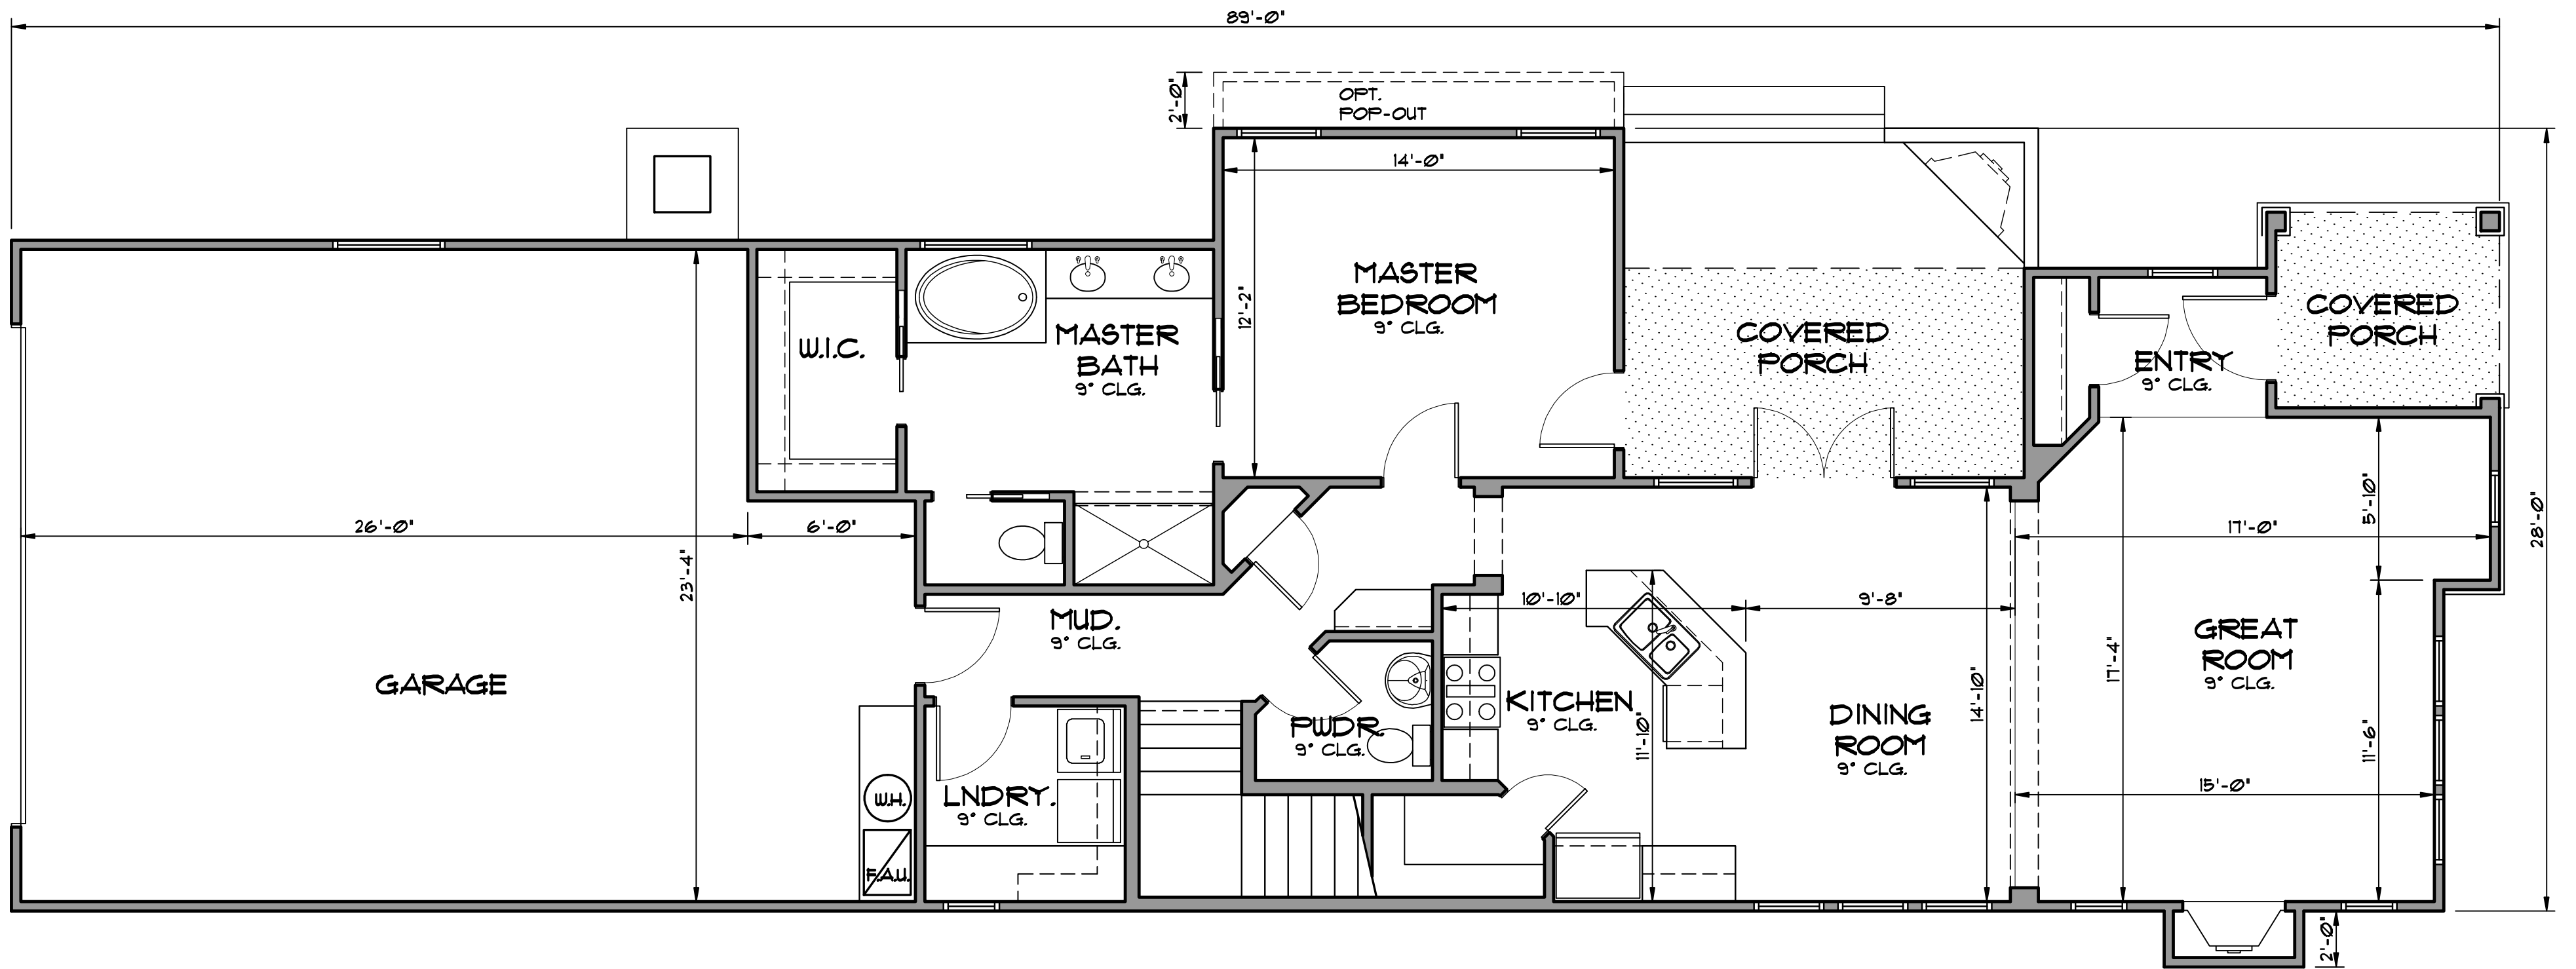 89'-0"
2'-0"
OPT.
POP-OUT
14'-0"
12'-2"
MASTER
BEDROOM
9° CLG.
COVERED
PORCH
COVERED
PORCH
ENTRY
9° CLG.
W.I.C.
MASTER
BATH
9° CLG.
26'-0"
6'-0"
23'-4"
5'-10"
17'-0"
28'-0"
MUD.
9° CLG.
10'-10"
9'-8"
GREAT
ROOM
9° CLG.
17'-4"
GARAGE
KITCHEN
9° CLG.
11'-10"
14'-10"
DINING
ROOM
9° CLG.
11'-6"
PWDR.
9° CLG.
15'-0"
W.H.
LNDRY.
9° CLG.
F.A.U.
2'-0"